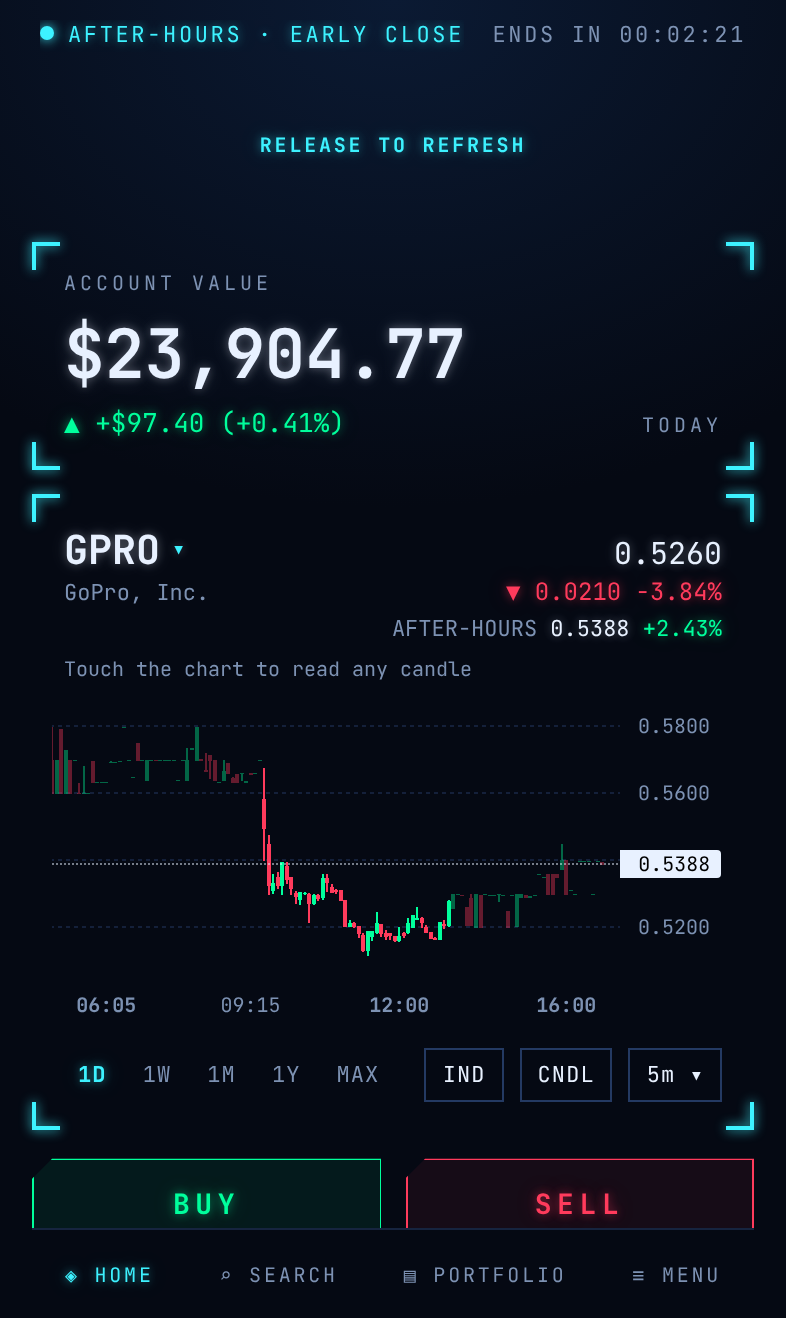 AFTER-HOURS · EARLY CLOSE ENDS IN 00:02:21
RELEASE TO REFRESH
ACCOUNT VALUE
$23,904.77
▲ +$97.40 (+0.41%) TODAY
GPRO ▾ 0.5260
GoPro, Inc. ▼ 0.0210 -3.84%
AFTER-HOURS 0.5388 +2.43%
Touch the chart to read any candle
0.5800
0.5600
0.5388
0.5200
06:05 09:15 12:00 16:00
1D 1W 1M 1Y MAX IND CNDL 5m ▾
BUY SELL
◈ HOME ⌕ SEARCH ▤ PORTFOLIO ≡ MENU